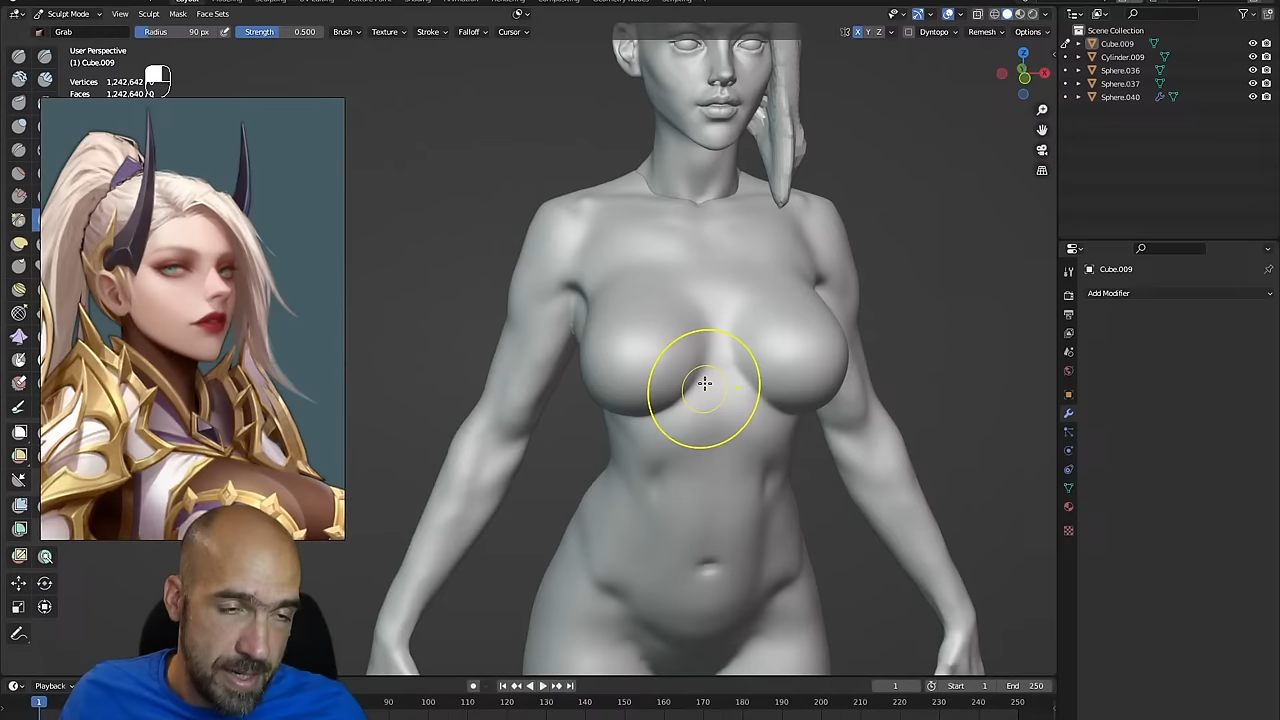 Layout
Sculpt Mode View Sculpt Mask Face Sets
Grab Radius 90 px Strength 0.500 Brush Texture Stroke Falloff Cursor X Y Z Dyntopo Remesh Options
User Perspective
(1) Cube.009
Vertices 1,242,642
Faces 1,242,640
Z
X
Scene Collection
Cube.009
Cylinder.009
Sphere.036
Sphere.037
Sphere.040
Cube.009
Add Modifier
Playback 1 Start 1 End 250
1 90 100 110 120 130 140 150 160 170 180 190 200 210 220 230 240 250